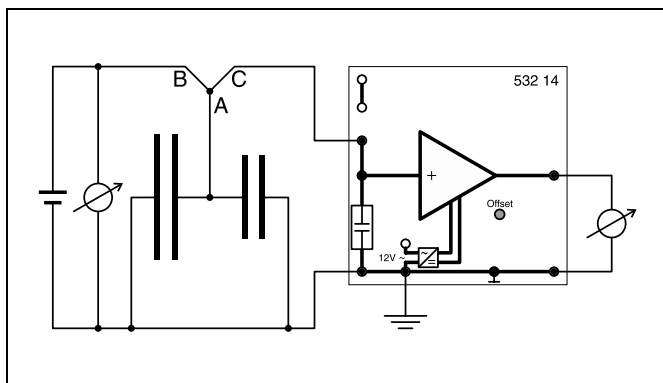 532 14
B C
A
+
Offset
12V ~
~
=